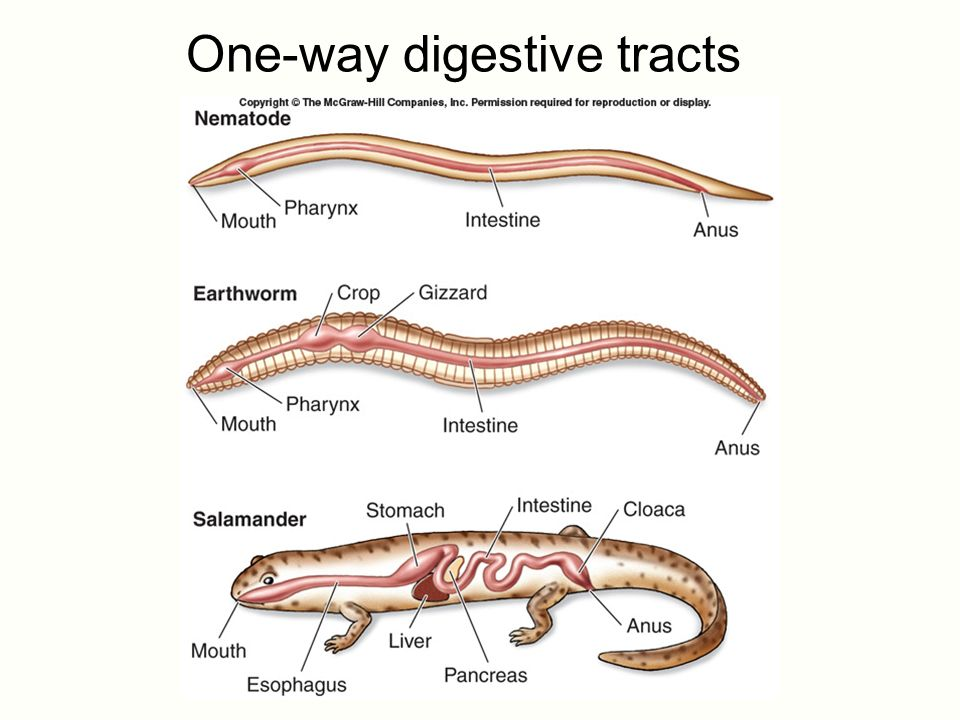 One-way digestive tracts
Copyright © The McGraw-Hill Companies, Inc. Permission required for reproduction or display.
Nematode
Mouth
Pharynx
Intestine
Anus
Earthworm
Crop
Gizzard
Mouth
Pharynx
Intestine
Anus
Salamander
Stomach
Intestine
Cloaca
Mouth
Esophagus
Liver
Pancreas
Anus